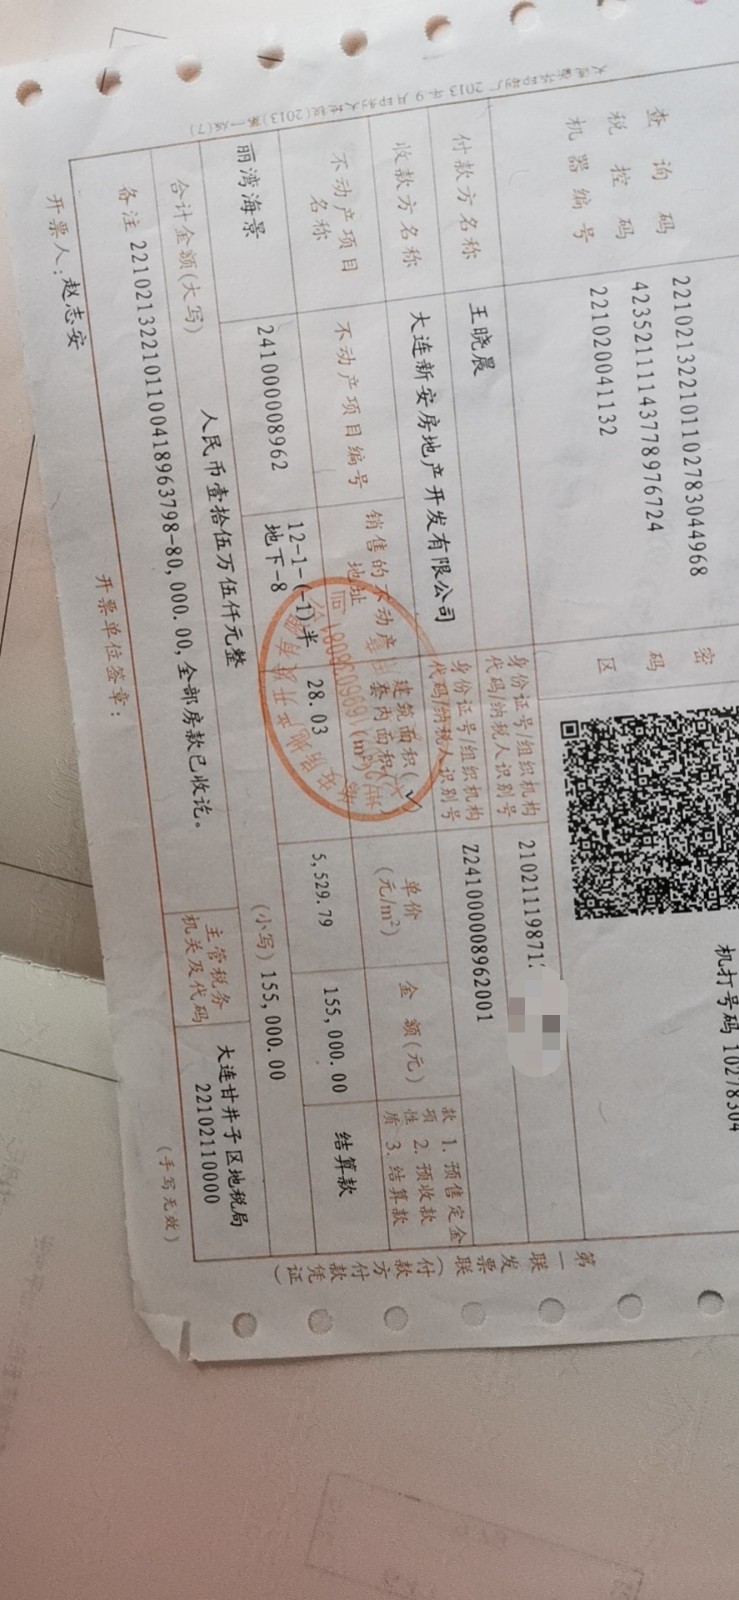 机打号码 10278304
查询码 221021322101102783044968
税控码 42352111143778976724
机器编号 221020041132
密码区
付款方名称 王晓晨 身份证号/组织机构代码/纳税人识别号 2102111987
收款方名称 大连新安房地产开发有限公司 身份证号/组织机构代码/纳税人识别号 Z2410000008962001
不动产项目名称 不动产项目编号 销售的不动产地址 建筑面积(✓) 套内面积( ) (m²) 单价(元/m²) 金额(元) 款项性质 1.预售定金 2.预收款 3.结算款
丽湾海景 241000008962 12-1-(-1)半地下-8 28.03 5,529.79 155,000.00 结算款
合计金额(大写) 人民币壹拾伍万伍仟元整 (小写) 155,000.00
备注 221021322101100418963798-80,000.00,全部房款已收讫。 主管税务机关及代码 大连甘井子区地税局 22102110000
开票人:赵志安 开票单位签章: (手写无效)
第一联 发票联(付款方付款凭证)